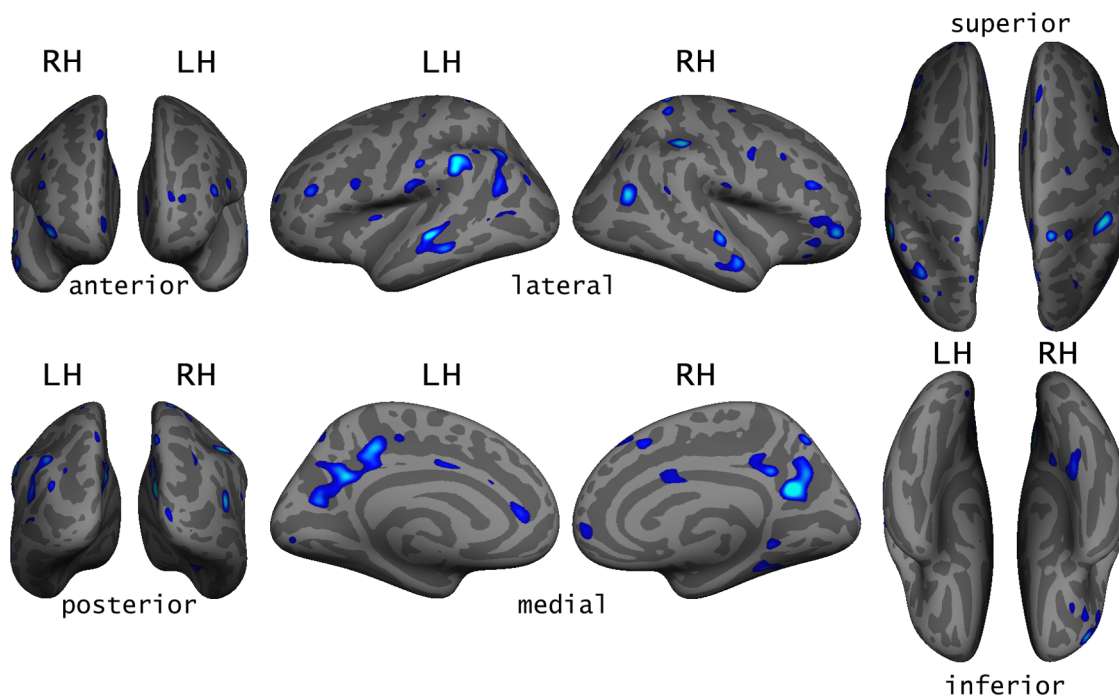 superior
RH LH LH RH
anterior lateral
LH RH
LH RH LH RH
posterior medial
inferior